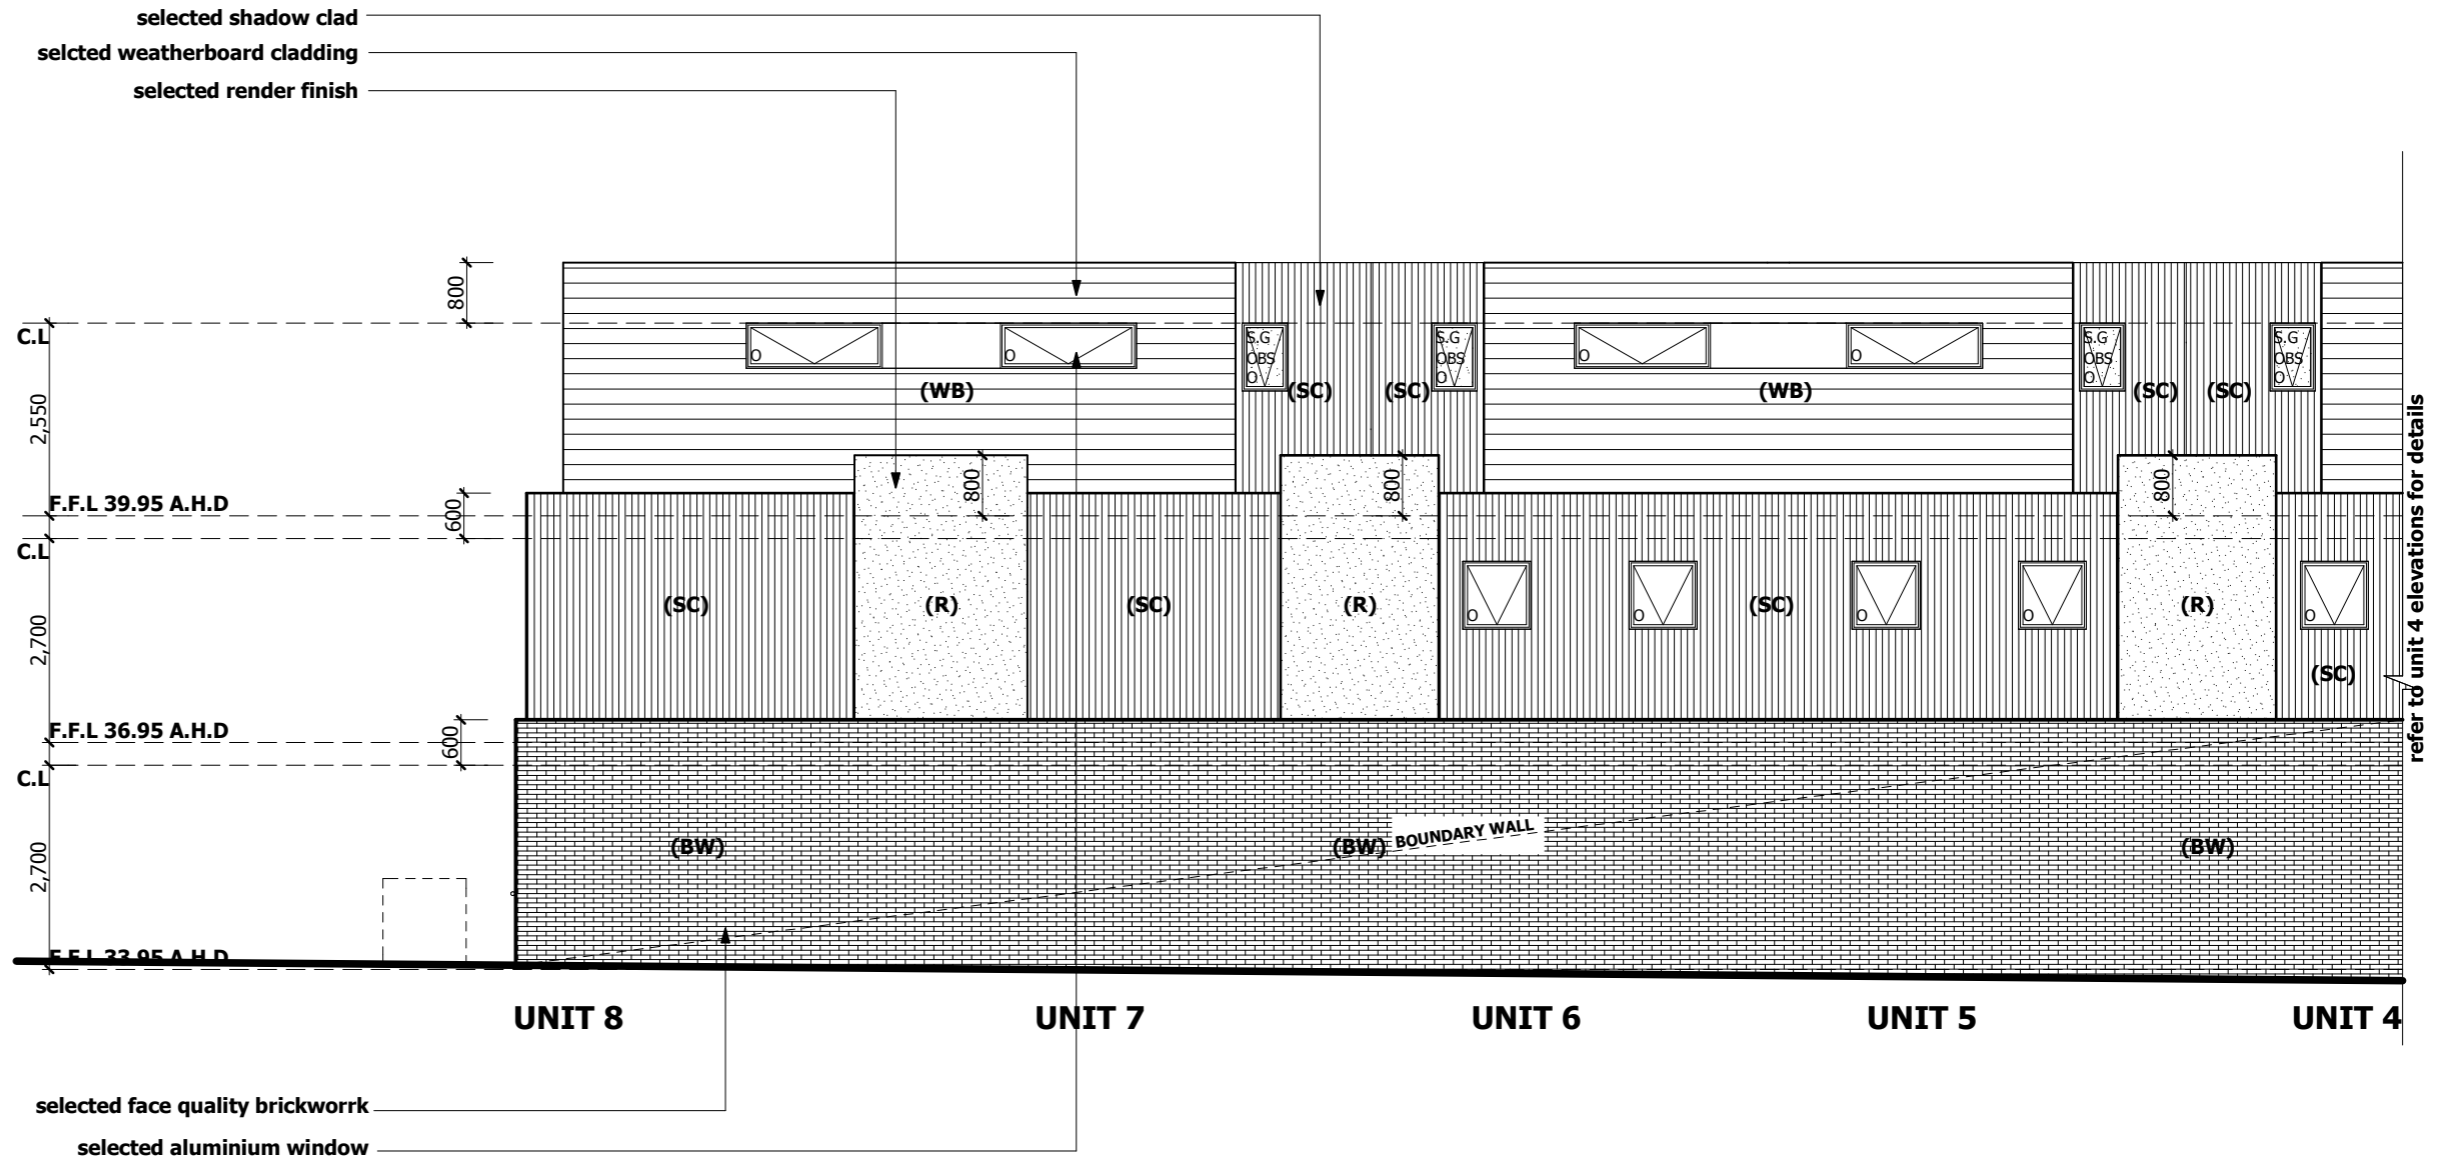 selected shadow clad
selcted weatherboard cladding
selected render finish
800
C.L
S.G
OBS
O
S.G
OBS
O
S.G
OBS
O
S.G
OBS
O
O
O
O
O
(WB)
(SC)
(SC)
(WB)
(SC)
(SC)
2,550
800
800
800
F.F.L 39.95 A.H.D
600
C.L
(SC)
(R)
(SC)
(R)
(SC)
(R)
O
O
O
O
O
(SC)
2,700
refer to unit 4 elevations for details
F.F.L 36.95 A.H.D
600
C.L
BOUNDARY WALL
(BW)
(BW)
(BW)
2,700
F.F.L 33.95 A.H.D
UNIT 8
UNIT 7
UNIT 6
UNIT 5
UNIT 4
selected face quality brickworrk
selected aluminium window